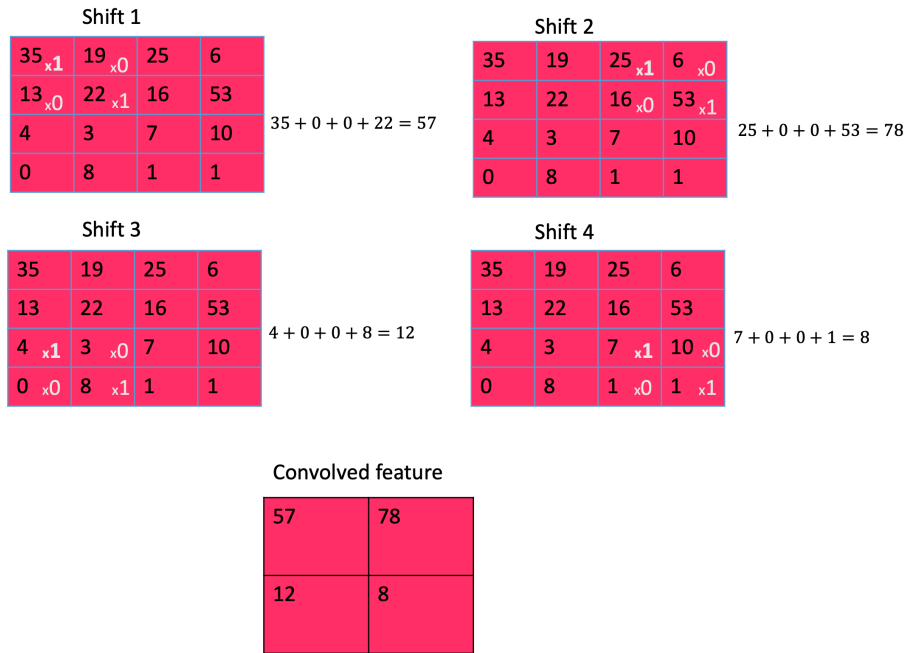 Shift 1
35 x1 19 x0 25 6
13 x0 22 x1 16 53
4 3 7 10
0 8 1 1
35 + 0 + 0 + 22 = 57
Shift 2
35 19 25 x1 6 x0
13 22 16 x0 53 x1
4 3 7 10
0 8 1 1
25 + 0 + 0 + 53 = 78
Shift 3
35 19 25 6
13 22 16 53
4 x1 3 x0 7 10
0 x0 8 x1 1 1
4 + 0 + 0 + 8 = 12
Shift 4
35 19 25 6
13 22 16 53
4 3 7 x1 10 x0
0 8 1 x0 1 x1
7 + 0 + 0 + 1 = 8
Convolved feature
57 78
12 8